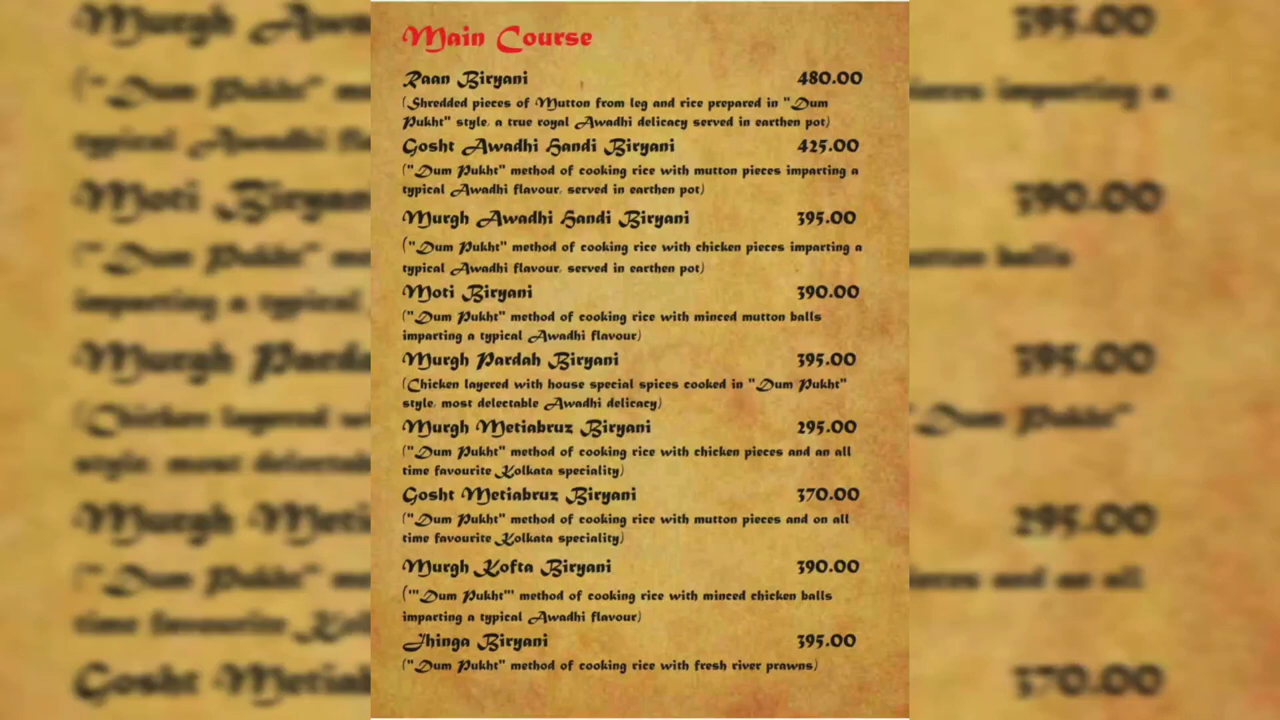 Main Course
Raan Biryani 480.00
(Shredded pieces of Mutton from leg and rice prepared in "Dum
Pukht" style, a true royal Awadhi delicacy served in earthen pot)
Gosht Awadhi Handi Biryani 425.00
("Dum Pukht" method of cooking rice with mutton pieces imparting a
typical Awadhi flavour, served in earthen pot)
Murgh Awadhi Handi Biryani 395.00
("Dum Pukht" method of cooking rice with chicken pieces imparting a
typical Awadhi flavour, served in earthen pot)
Moti Biryani 390.00
("Dum Pukht" method of cooking rice with minced mutton balls
imparting a typical Awadhi flavour)
Murgh Pardah Biryani 395.00
(Chicken layered with house special spices cooked in "Dum Pukht"
style, most delectable Awadhi delicacy)
Murgh Metiabruz Biryani 295.00
("Dum Pukht" method of cooking rice with chicken pieces and an all
time favourite Kolkata speciality)
Gosht Metiabruz Biryani 370.00
("Dum Pukht" method of cooking rice with mutton pieces and on all
time favourite Kolkata speciality)
Murgh Kofta Biryani 390.00
('"Dum Pukht"' method of cooking rice with minced chicken balls
imparting a typical Awadhi flavour)
Jhinga Biryani 395.00
("Dum Pukht" method of cooking rice with fresh river prawns)